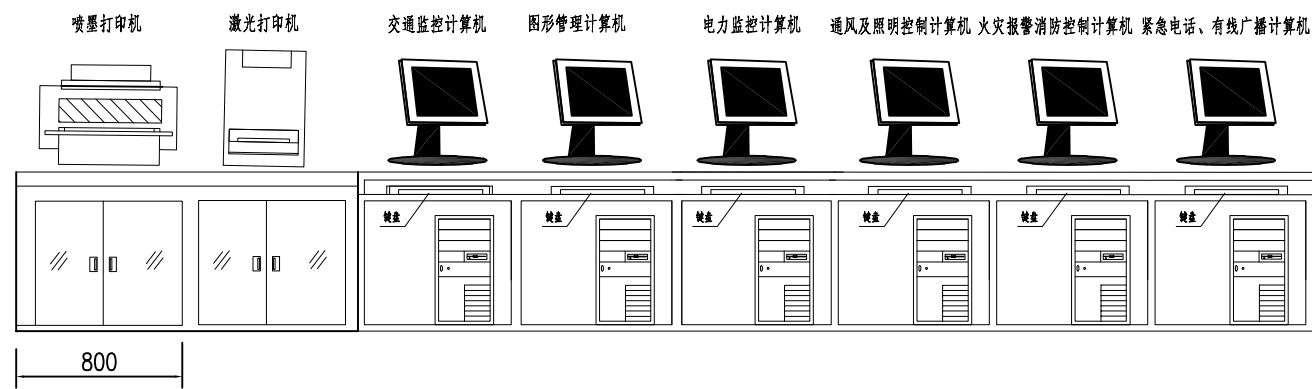 喷墨打印机
激光打印机
交通监控计算机
图形管理计算机
电力监控计算机
通风及照明控制计算机
火灾报警消防控制计算机
紧急电话、有线广播计算机
键盘
键盘
键盘
键盘
键盘
键盘
800